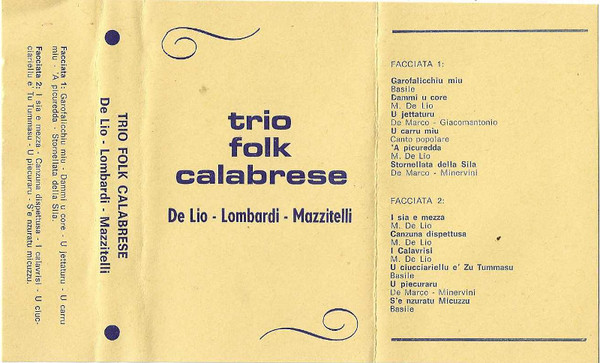 Facciata 1: Garofalicchiu miu - Dammi u core - U jettaturu - U carru
miu - 'A picuredda - Stornellata della Sila.
Facciata 2: I sia e mezza - Canzuna dispettusa - I calavrisi - U ciuc-
ciariellu e' Tu Tummasu - U piecuraru - S'e nzuratu micuzzu.
TRIO FOLK CALABRESE
De Lio - Lombardi - Mazzitelli
trio
folk
calabrese
De Lio - Lombardi - Mazzitelli
FACCIATA 1:
Garofalicchiu miu
Basile
Dammi u core
M. De Lio
U jettaturu
De Marco - Giacomantonio
U carru miu
Canto popolare
'A picuredda
M. De Lio
Stornellata della Sila
De Marco - Minervini
FACCIATA 2:
I sia e mezza
M. De Lio
Canzuna dispettusa
M. De Lio
I Calavrisi
M. De Lio
U ciucciariellu e' Zu Tummasu
Basile
U piecuraru
De Marco - Minervini
S'e nzuratu Micuzzu
Basile